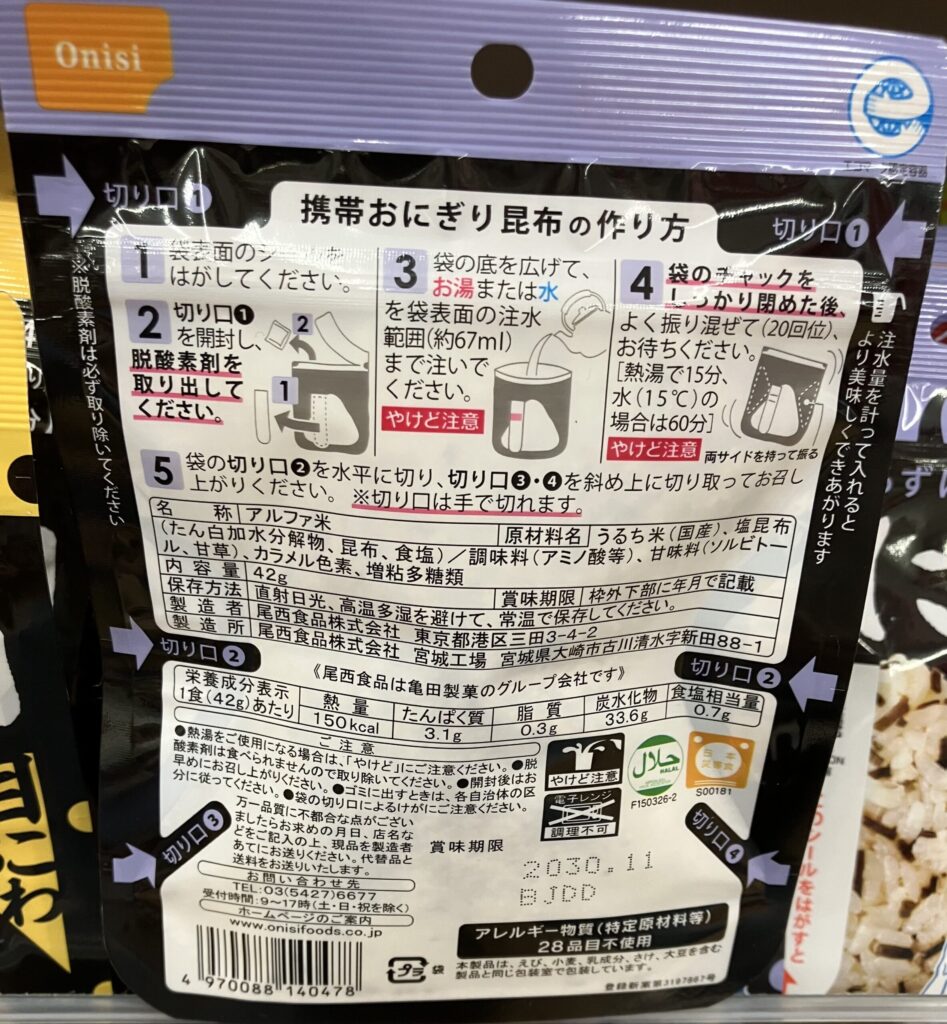 Onisi
切り口1
携帯おにぎり昆布の作り方
切り口❶
※脱酸素剤は必ず取り除いてください
1 袋表面の
はがしてください。
2 切り口❶
を開封し、
脱酸素剤を
取り出して
ください。
2
1
3 袋の底を広げて、
お湯または水
を袋表面の注水
範囲(約67ml)
まで注いで
ください。
やけど注意
4 袋のチャックを
しっかり閉めた後、
よく振り混ぜて(20回位)、
お待ちください。
[熱湯で15分、
水(15℃)の
場合は60分]
やけど注意 両サイドを持って振る
注水量を計って入れると
より美味しくできあがります
5 袋の切り口❷を水平に切り、切り口❸・❹を斜め上に切り取ってお召し
上がりください。 ※切り口は手で切れます。
名称 アルファ米 原材料名 うるち米(国産)、塩昆布
(たん白加水分解物、昆布、食塩)/調味料(アミノ酸等)、甘味料(ソルビトー
ル、甘草)、カラメル色素、増粘多糖類
内容量 42g 賞味期限 枠外下部に年月で記載
保存方法 直射日光、高温多湿を避けて、常温で保存してください。
製造者 尾西食品株式会社 東京都港区三田3-4-2
製造所 尾西食品株式会社 宮城工場 宮城県大崎市古川清水字新田88-1
切り口❷
《尾西食品は亀田製菓のグループ会社です》
切り口❷
栄養成分表示
1食(42g)あたり
熱量 たんぱく質 脂質 炭水化物 食塩相当量
150kcal 3.1g 0.3g 33.6g 0.7g
ご注意
●熱湯をご使用になる場合は、「やけど」にご注意ください。●脱
酸素剤は食べられませんので取り除いてください。●開封後はお
早めにお召し上がりください。●ゴミに出すときは、各自治体の区
分に従ってください。●袋の切り口によるけがにご注意ください。
やけど注意
電子レンジ
調理不可
حلال
HALAL
F150326-2
日本
災害食
S00181
切り口❸
切り口❹
万一品質に不都合な点がござい
ましたらお求めの月日、店名な
どをご記入の上、現品を製造者
あてにお送りください。代替品と
送料をお送りいたします。
賞味期限
2030.11
BJDD
お問い合わせ先
TEL:03(5427)6677
受付時間:9~17時(土・日・祝を除く)
ホームページのご案内
www.onisifoods.co.jp
4 970088 140478
プラ 袋
アレルギー物質(特定原材料等)
28品目不使用
本製品は、えび、小麦、乳成分、さけ、大豆を含む
製品と同じ包装室で包装しています。
登録新案第3197867号